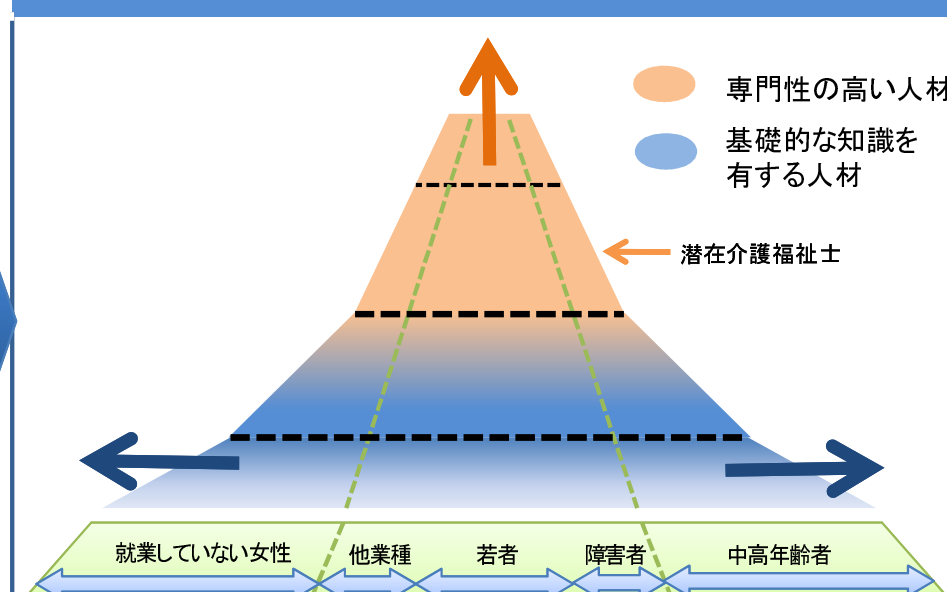 専門性の高い人材
基礎的な知識を
有する人材
潜在介護福祉士
就業していない女性
他業種
若者
障害者
中高年齢者